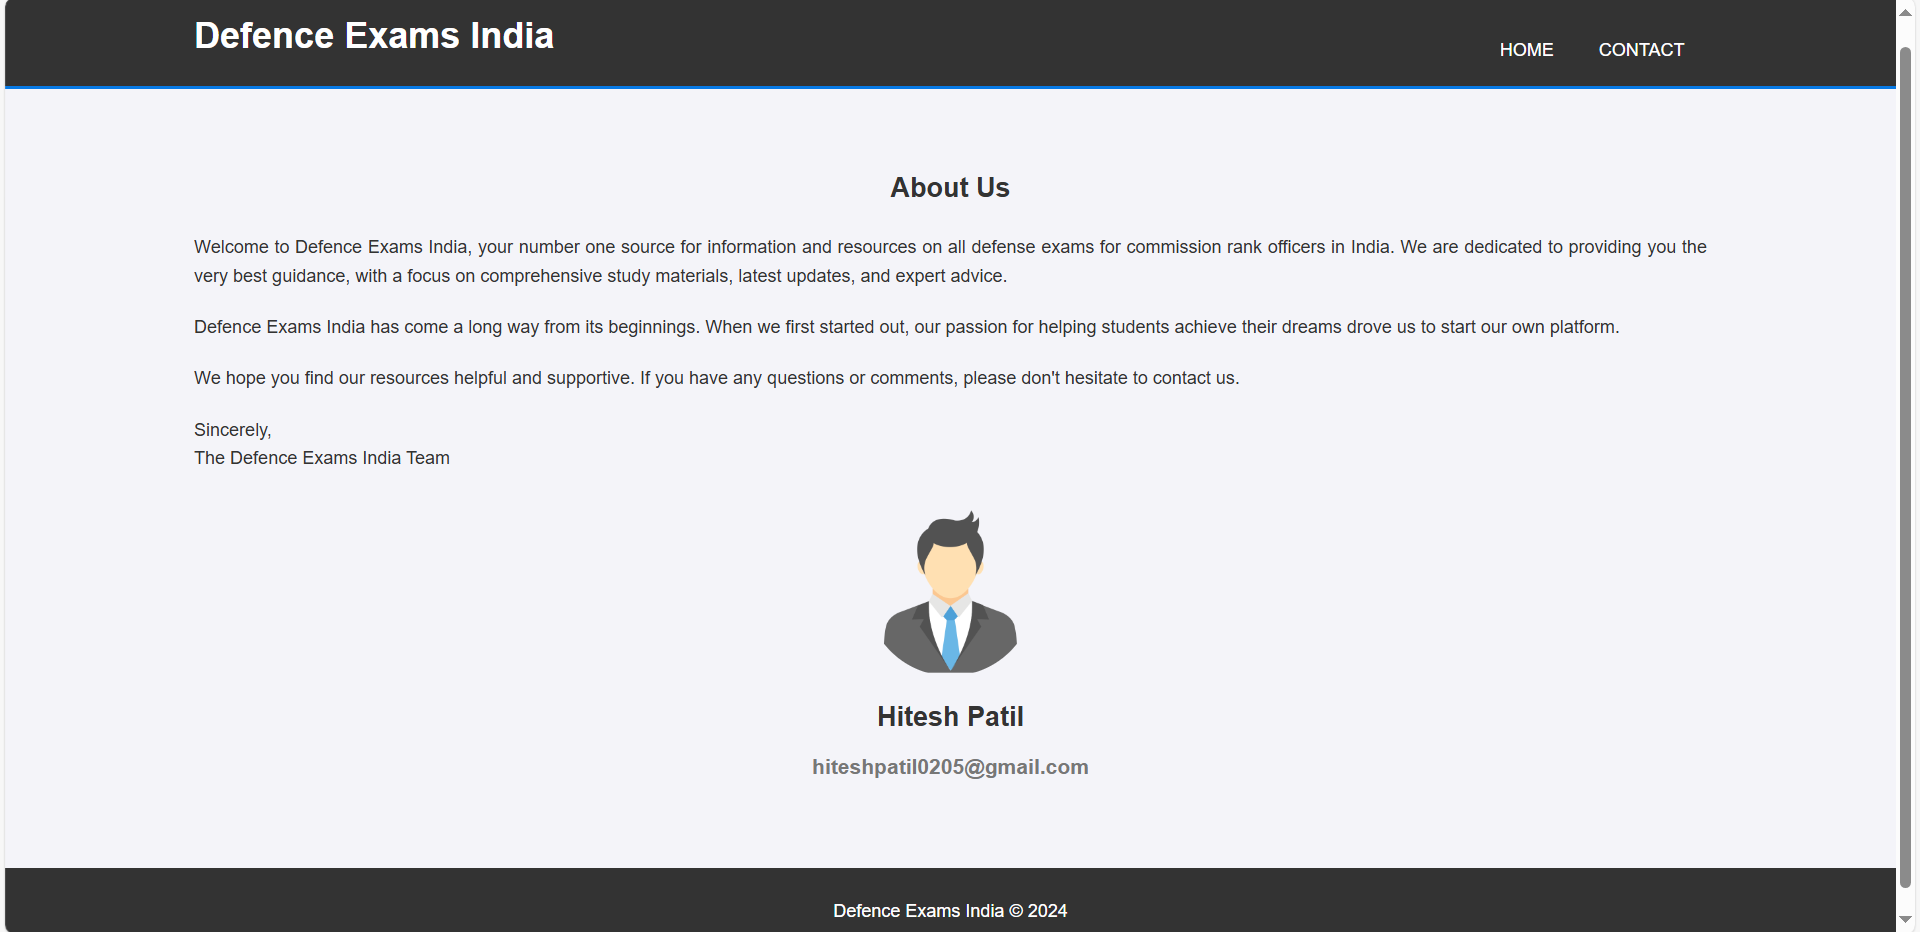 Defence Exams India
HOME
CONTACT
About Us
Welcome to Defence Exams India, your number one source for information and resources on all defense exams for commission rank officers in India. We are dedicated to providing you the
very best guidance, with a focus on comprehensive study materials, latest updates, and expert advice.
Defence Exams India has come a long way from its beginnings. When we first started out, our passion for helping students achieve their dreams drove us to start our own platform.
We hope you find our resources helpful and supportive. If you have any questions or comments, please don't hesitate to contact us.
Sincerely,
The Defence Exams India Team
Hitesh Patil
hiteshpatil0205@gmail.com
Defence Exams India © 2024